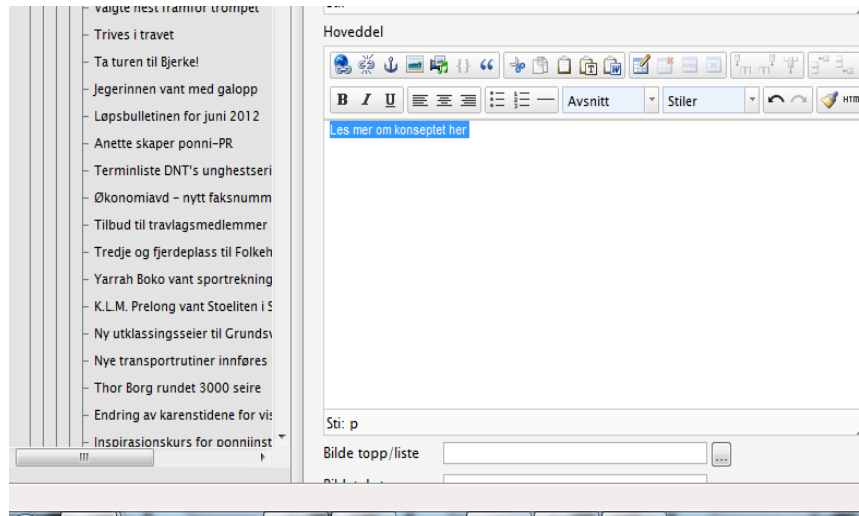 Valgte hest framfor trompet
Trives i travet
Ta turen til Bjerke!
Jegerinnen vant med galopp
Løpsbulletinen for juni 2012
Anette skaper ponni-PR
Terminliste DNT's unghestseri
Økonomiavd - nytt faksnumm
Tilbud til travlagsmedlemmer
Tredje og fjerdeplass til Folkeh
Yarrah Boko vant sportrekning
K.L.M. Prelong vant Stoeliten i S
Ny utklassingsseier til Grundsv
Nye transportrutiner innføres
Thor Borg rundet 3000 seire
Endring av karenstidene for vis
Inspirasjonskurs for ponniinst
Hoveddel
B I U Avsnitt Stiler HTM
Les mer om konseptet her
Sti: p
Bilde topp/liste ...